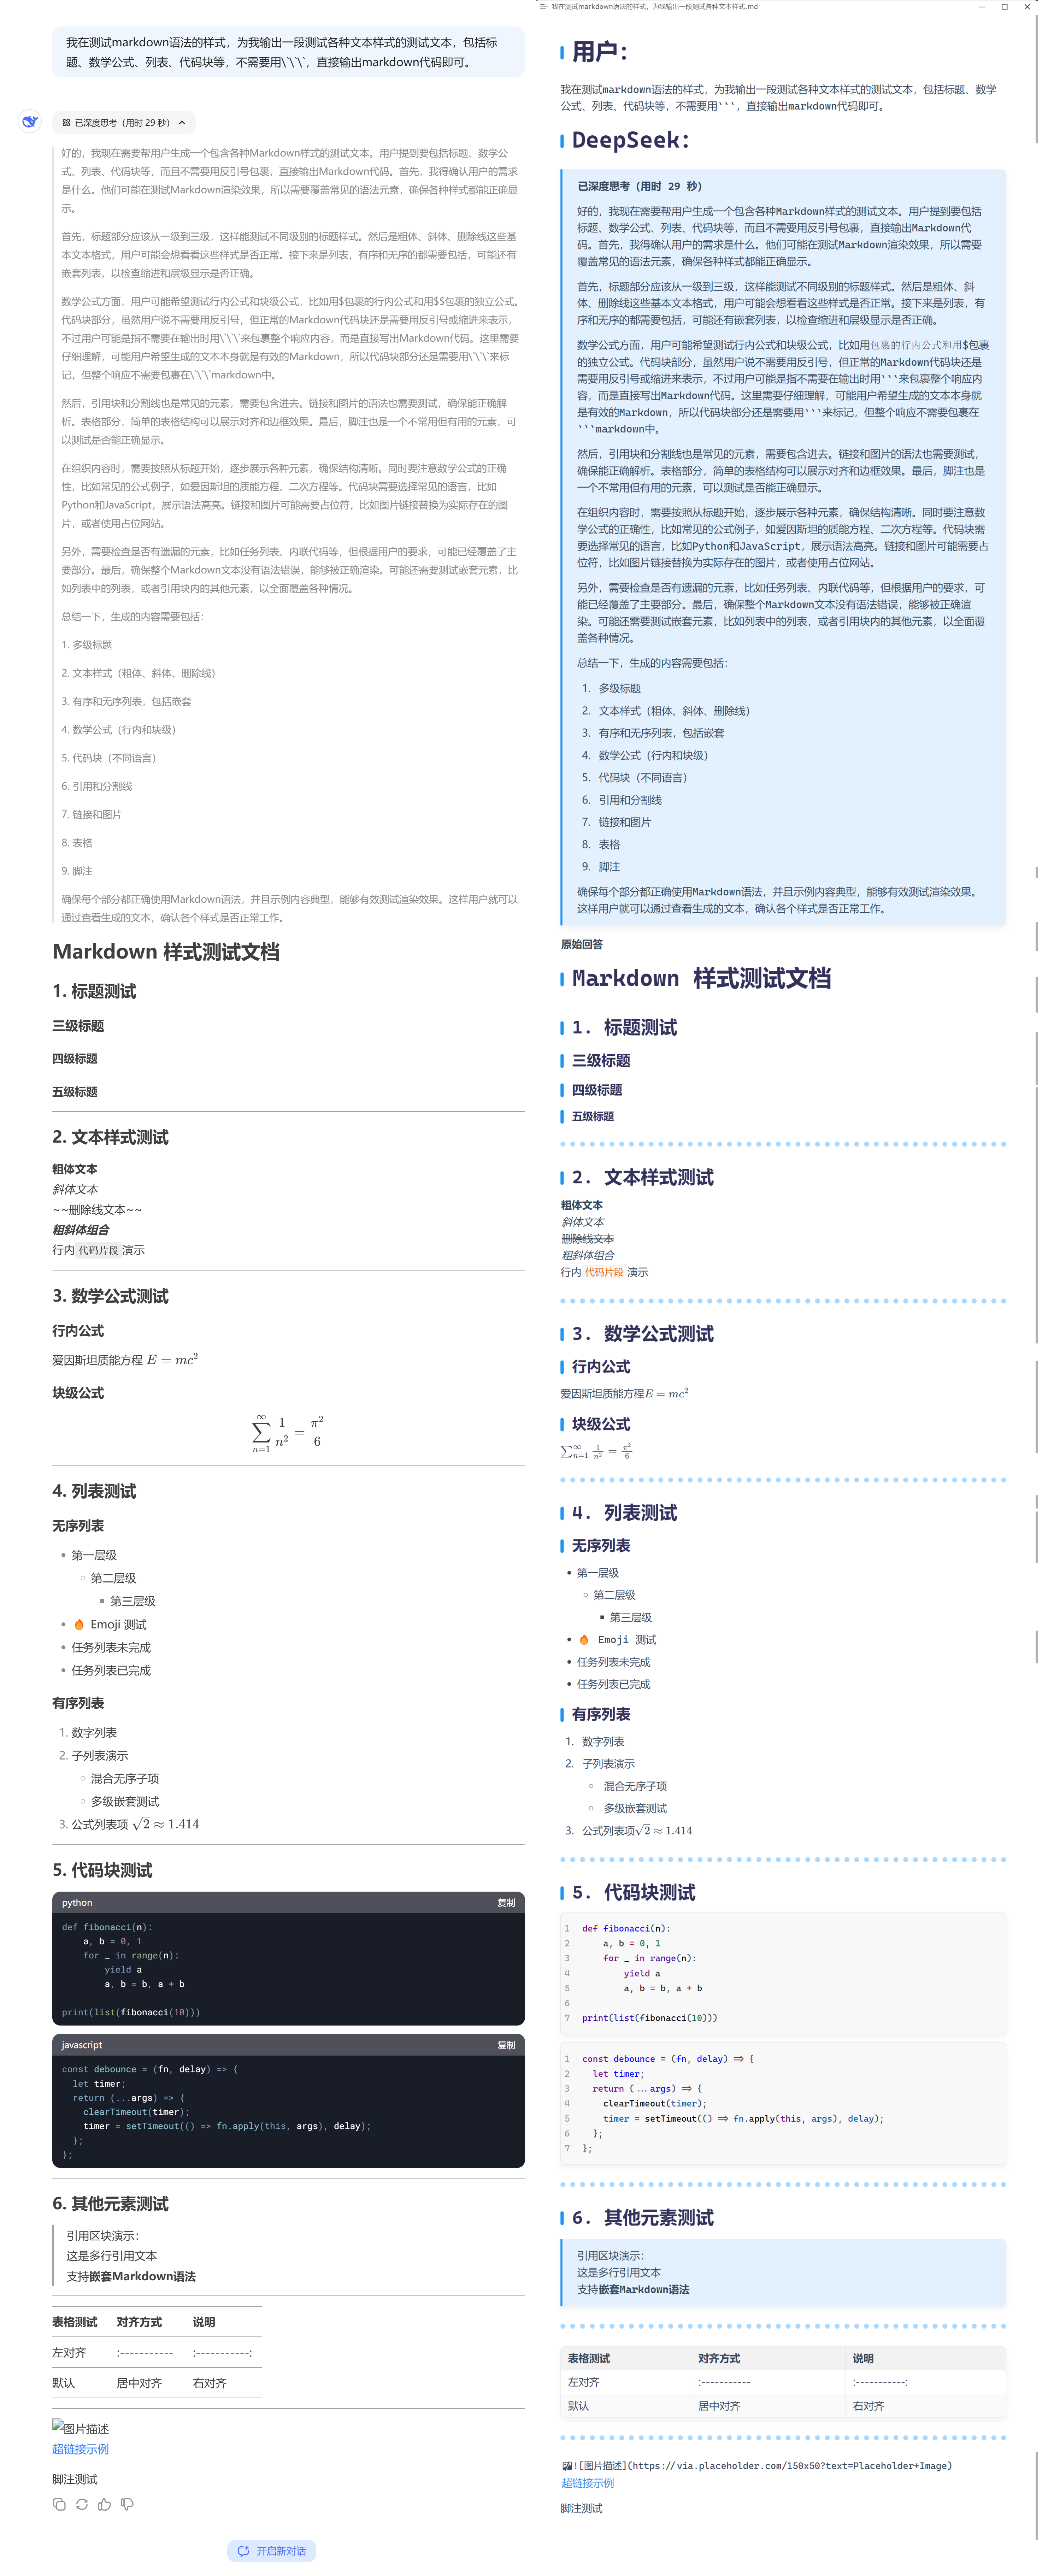 我在测试markdown语法的样式，为我输出一段测试各种文本样式的测试文本，包括标
题、数学公式、列表、代码块等，不需要用\`\`\`，直接输出markdown代码即可。
已深度思考（用时 29 秒）
好的，我现在需要帮用户生成一个包含各种Markdown样式的测试文本。用户提到要包括标题、数学公
式、列表、代码块等，而且不需要用反引号包裹，直接输出Markdown代码。首先，我得确认用户的需求
是什么。他们可能在测试Markdown渲染效果，所以需要覆盖常见的语法元素，确保各种样式都能正确显
示。
首先，标题部分应该从一级到三级，这样能测试不同级别的标题样式。然后是粗体、斜体、删除线这些基
本文本格式，用户可能会想看看这些样式是否正常。接下来是列表，有序和无序的都需要包括，可能还有
嵌套列表，以检查缩进和层级显示是否正确。
数学公式方面，用户可能希望测试行内公式和块级公式，比如用$包裹的行内公式和用$$包裹的独立公式。
代码块部分，虽然用户说不需要用反引号，但正常的Markdown代码块还是需要用反引号或缩进来表示，
不过用户可能是指不需要在输出时用\`\`\`来包裹整个响应内容，而是直接写出Markdown代码。这里需要
仔细理解，可能用户希望生成的文本本身就是有效的Markdown，所以代码块部分还是需要用\`\`\`来标
记，但整个响应不需要包裹在\`\`\`markdown中。
然后，引用块和分割线也是常见的元素，需要包含进去。链接和图片的语法也需要测试，确保能正确解
析。表格部分，简单的表格结构可以展示对齐和边框效果。最后，脚注也是一个不常用但有用的元素，可
以测试是否能正确显示。
在组织内容时，需要按照从标题开始，逐步展示各种元素，确保结构清晰。同时要注意数学公式的正确
性，比如常见的公式例子，如爱因斯坦的质能方程、二次方程等。代码块需要选择常见的语言，比如
Python和JavaScript，展示语法高亮。链接和图片可能需要占位符，比如图片链接替换为实际存在的图
片，或者使用占位网站。
另外，需要检查是否有遗漏的元素，比如任务列表、内联代码等，但根据用户的要求，可能已经覆盖了主
要部分。最后，确保整个Markdown文本没有语法错误，能够被正确渲染。可能还需要测试嵌套元素，比
如列表中的列表，或者引用块内的其他元素，以全面覆盖各种情况。
总结一下，生成的内容需要包括：
1. 多级标题
2. 文本样式（粗体、斜体、删除线）
3. 有序和无序列表，包括嵌套
4. 数学公式（行内和块级）
5. 代码块（不同语言）
6. 引用和分割线
7. 链接和图片
8. 表格
9. 脚注
确保每个部分都正确使用Markdown语法，并且示例内容典型，能够有效测试渲染效果。这样用户就可以
通过查看生成的文本，确认各个样式是否正常工作。
Markdown 样式测试文档
1. 标题测试
三级标题
四级标题
五级标题
2. 文本样式测试
粗体文本
斜体文本
~~删除线文本~~
粗斜体组合
行内 代码片段 演示
3. 数学公式测试
行内公式
爱因斯坦质能方程 E = mc²
块级公式
∑_{n=1}^{∞} 1/n² = π²/6
4. 列表测试
无序列表
• 第一层级
◦ 第二层级
▪ 第三层级
• 🔥 Emoji 测试
• 任务列表未完成
• 任务列表已完成
有序列表
1. 数字列表
2. 子列表演示
◦ 混合无序子项
◦ 多级嵌套测试
3. 公式列表项 √2 ≈ 1.414
5. 代码块测试
python 复制
def fibonacci(n):
    a, b = 0, 1
    for _ in range(n):
        yield a
        a, b = b, a + b
print(list(fibonacci(10)))
javascript 复制
const debounce = (fn, delay) => {
  let timer;
  return (...args) => {
    clearTimeout(timer);
    timer = setTimeout(() => fn.apply(this, args), delay);
  };
};
6. 其他元素测试
引用区块演示：
这是多行引用文本
支持嵌套Markdown语法
表格测试 对齐方式 说明
左对齐 :----------- :-----------:
默认 居中对齐 右对齐
图片描述
超链接示例
脚注测试
开启新对话
我在测试markdown语法的样式，为我输出一段测试各种文本样式.md
用户：
我在测试markdown语法的样式，为我输出一段测试各种文本样式的测试文本，包括标题、数学
公式、列表、代码块等，不需要用```，直接输出markdown代码即可。
DeepSeek：
已深度思考（用时 29 秒）
好的，我现在需要帮用户生成一个包含各种Markdown样式的测试文本。用户提到要包括
标题、数学公式、列表、代码块等，而且不需要用反引号包裹，直接输出Markdown代
码。首先，我得确认用户的需求是什么。他们可能在测试Markdown渲染效果，所以需要
覆盖常见的语法元素，确保各种样式都能正确显示。
首先，标题部分应该从一级到三级，这样能测试不同级别的标题样式。然后是粗体、斜
体、删除线这些基本文本格式，用户可能会想看看这些样式是否正常。接下来是列表，有
序和无序的都需要包括，可能还有嵌套列表，以检查缩进和层级显示是否正确。
数学公式方面，用户可能希望测试行内公式和块级公式，比如用包裹的行内公式和用$包裹
的独立公式。代码块部分，虽然用户说不需要用反引号，但正常的Markdown代码块还是
需要用反引号或缩进来表示，不过用户可能是指不需要在输出时用```来包裹整个响应内
容，而是直接写出Markdown代码。这里需要仔细理解，可能用户希望生成的文本本身就
是有效的Markdown，所以代码块部分还是需要用```来标记，但整个响应不需要包裹在
```markdown中。
然后，引用块和分割线也是常见的元素，需要包含进去。链接和图片的语法也需要测试，
确保能正确解析。表格部分，简单的表格结构可以展示对齐和边框效果。最后，脚注也是
一个不常用但有用的元素，可以测试是否能正确显示。
在组织内容时，需要按照从标题开始，逐步展示各种元素，确保结构清晰。同时要注意数
学公式的正确性，比如常见的公式例子，如爱因斯坦的质能方程、二次方程等。代码块需
要选择常见的语言，比如Python和JavaScript，展示语法高亮。链接和图片可能需要占
位符，比如图片链接替换为实际存在的图片，或者使用占位网站。
另外，需要检查是否有遗漏的元素，比如任务列表、内联代码等，但根据用户的要求，可
能已经覆盖了主要部分。最后，确保整个Markdown文本没有语法错误，能够被正确渲
染。可能还需要测试嵌套元素，比如列表中的列表，或者引用块内的其他元素，以全面覆
盖各种情况。
总结一下，生成的内容需要包括：
1. 多级标题
2. 文本样式（粗体、斜体、删除线）
3. 有序和无序列表，包括嵌套
4. 数学公式（行内和块级）
5. 代码块（不同语言）
6. 引用和分割线
7. 链接和图片
8. 表格
9. 脚注
确保每个部分都正确使用Markdown语法，并且示例内容典型，能够有效测试渲染效果。
这样用户就可以通过查看生成的文本，确认各个样式是否正常工作。
原始回答
Markdown 样式测试文档
1. 标题测试
三级标题
四级标题
五级标题
2. 文本样式测试
粗体文本
斜体文本
删除线文本
粗斜体组合
行内 代码片段 演示
3. 数学公式测试
行内公式
爱因斯坦质能方程E = mc²
块级公式
∑_{n=1}^{∞} 1/n² = π²/6
4. 列表测试
无序列表
• 第一层级
◦ 第二层级
▪ 第三层级
• 🔥 Emoji 测试
• 任务列表未完成
• 任务列表已完成
有序列表
1. 数字列表
2. 子列表演示
◦ 混合无序子项
◦ 多级嵌套测试
3. 公式列表项√2 ≈ 1.414
5. 代码块测试
1 def fibonacci(n):
2     a, b = 0, 1
3     for _ in range(n):
4         yield a
5         a, b = b, a + b
6
7 print(list(fibonacci(10)))
1 const debounce = (fn, delay) => {
2   let timer;
3   return (...args) => {
4     clearTimeout(timer);
5     timer = setTimeout(() => fn.apply(this, args), delay);
6   };
7 };
6. 其他元素测试
引用区块演示：
这是多行引用文本
支持嵌套Markdown语法
表格测试 对齐方式 说明
左对齐 :----------- :-----------:
默认 居中对齐 右对齐
![图片描述](https://via.placeholder.com/150x50?text=Placeholder+Image)
超链接示例
脚注测试